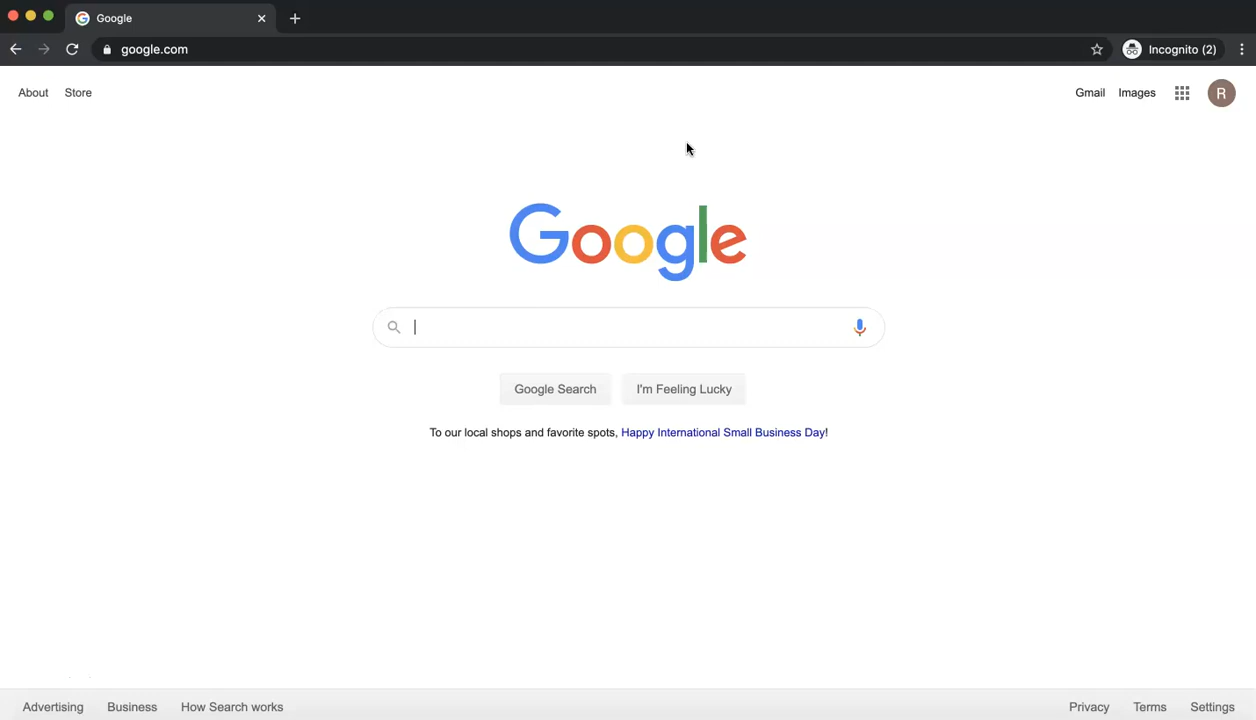 Google
google.com
Incognito (2)
About Store
Gmail Images
R
Google
Google Search I'm Feeling Lucky
To our local shops and favorite spots, Happy International Small Business Day!
Advertising Business How Search works
Privacy Terms Settings